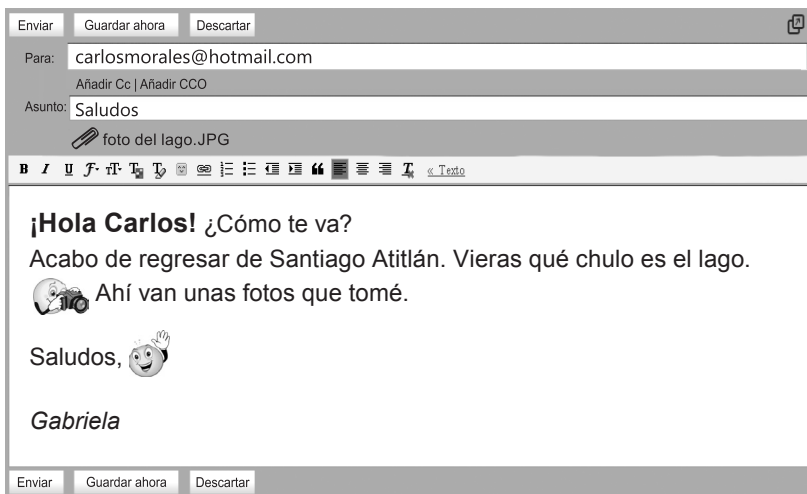 Enviar Guardar ahora Descartar
Para: carlosmorales@hotmail.com
Añadir Cc | Añadir CCO
Asunto: Saludos
foto del lago.JPG
B I U F T T T T « Texto
¡Hola Carlos! ¿Cómo te va?
Acabo de regresar de Santiago Atitlán. Vieras qué chulo es el lago.
Ahí van unas fotos que tomé.
Saludos,
Gabriela
Enviar Guardar ahora Descartar